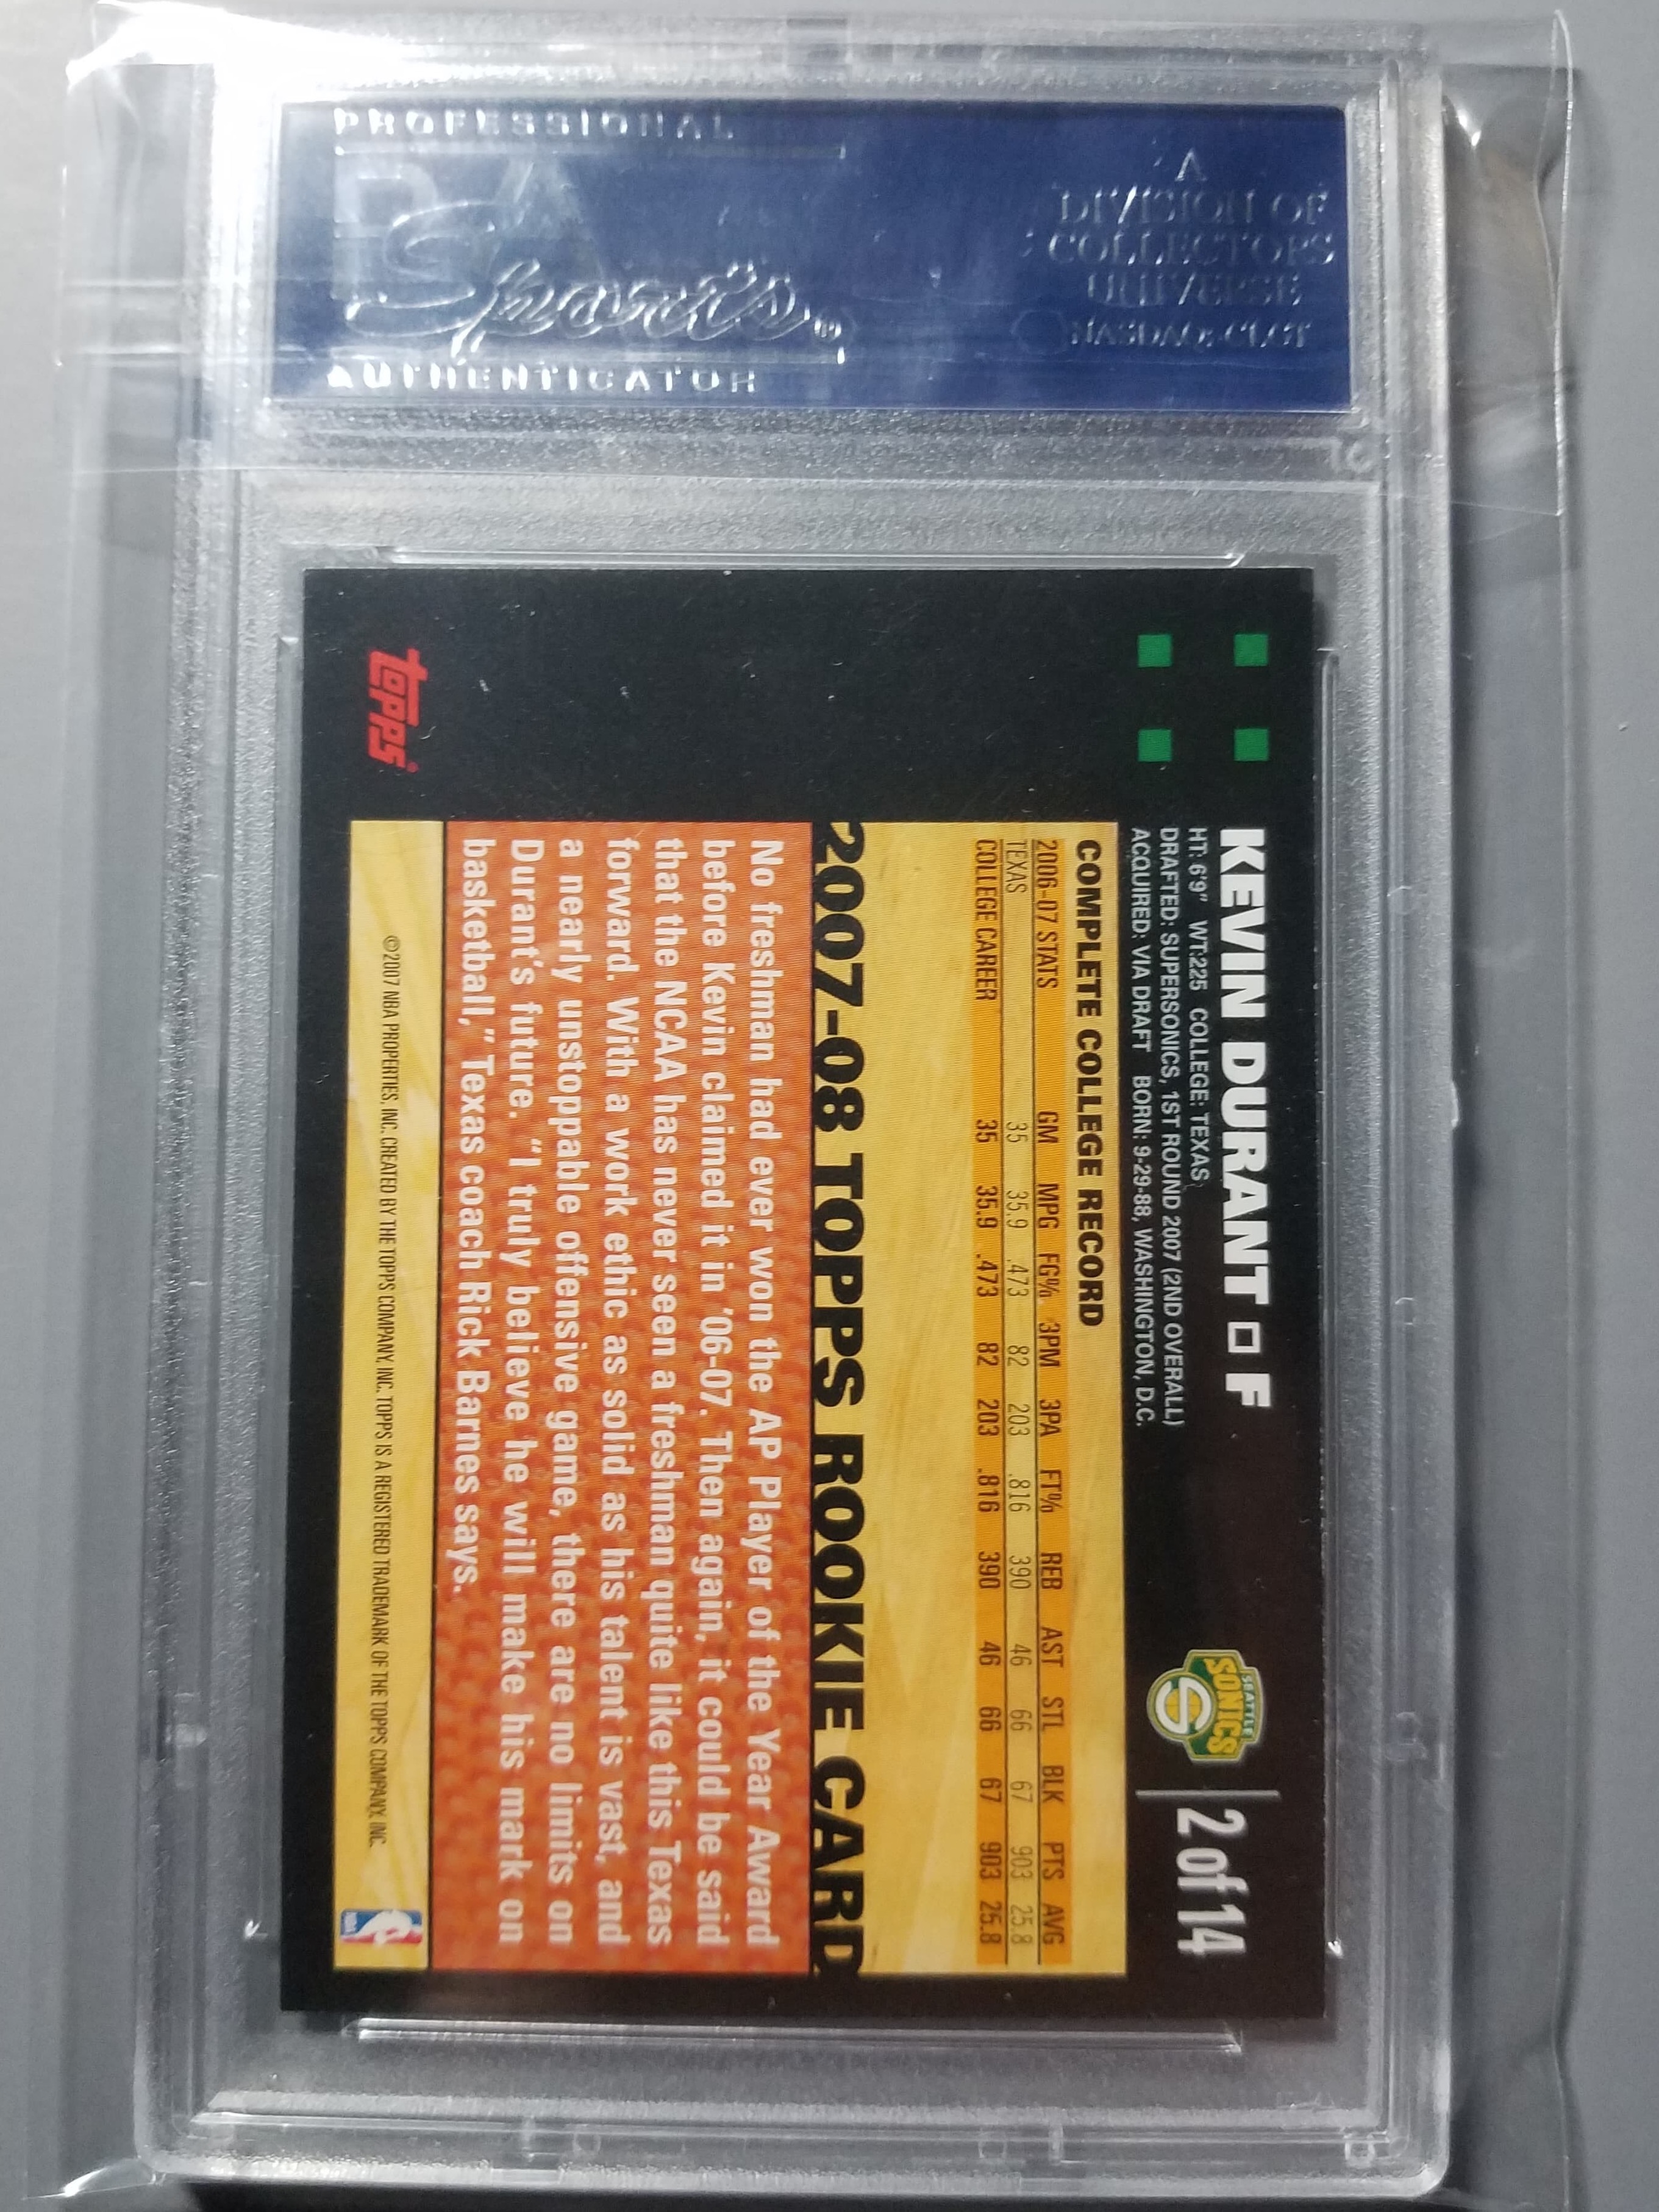 PROFESSIONAL
PSA
Sports
®
AUTHENTICATOR
A
DIVISION OF
COLLECTORS
UNIVERSE
NASDAQ: CLCT
KEVIN DURANT □ F
HT: 6'9" WT:225 COLLEGE: TEXAS
DRAFTED: SUPERSONICS, 1ST ROUND 2007 (2ND OVERALL)
ACQUIRED: VIA DRAFT BORN: 9-29-88, WASHINGTON, D.C.
SEATTLE
SONICS
2 of 14
COMPLETE COLLEGE RECORD
2006-07 STATS GM MPG FG% 3PM 3PA FT% REB AST STL BLK PTS AVG
TEXAS 35 35.9 .473 82 203 .816 390 46 66 67 903 25.8
COLLEGE CAREER 35 35.9 .473 82 203 .816 390 46 66 67 903 25.8
2007-08 TOPPS ROOKIE CARD
No freshman had ever won the AP Player of the Year Award
before Kevin claimed it in '06-07. Then again, it could be said
that the NCAA has never seen a freshman quite like this Texas
forward. With a work ethic as solid as his talent is vast, and
a nearly unstoppable offensive game, there are no limits on
Durant's future. "I truly believe he will make his mark on
basketball," Texas coach Rick Barnes says.
©2007 NBA PROPERTIES, INC. CREATED BY THE TOPPS COMPANY, INC. TOPPS IS A REGISTERED TRADEMARK OF THE TOPPS COMPANY, INC.
topps®